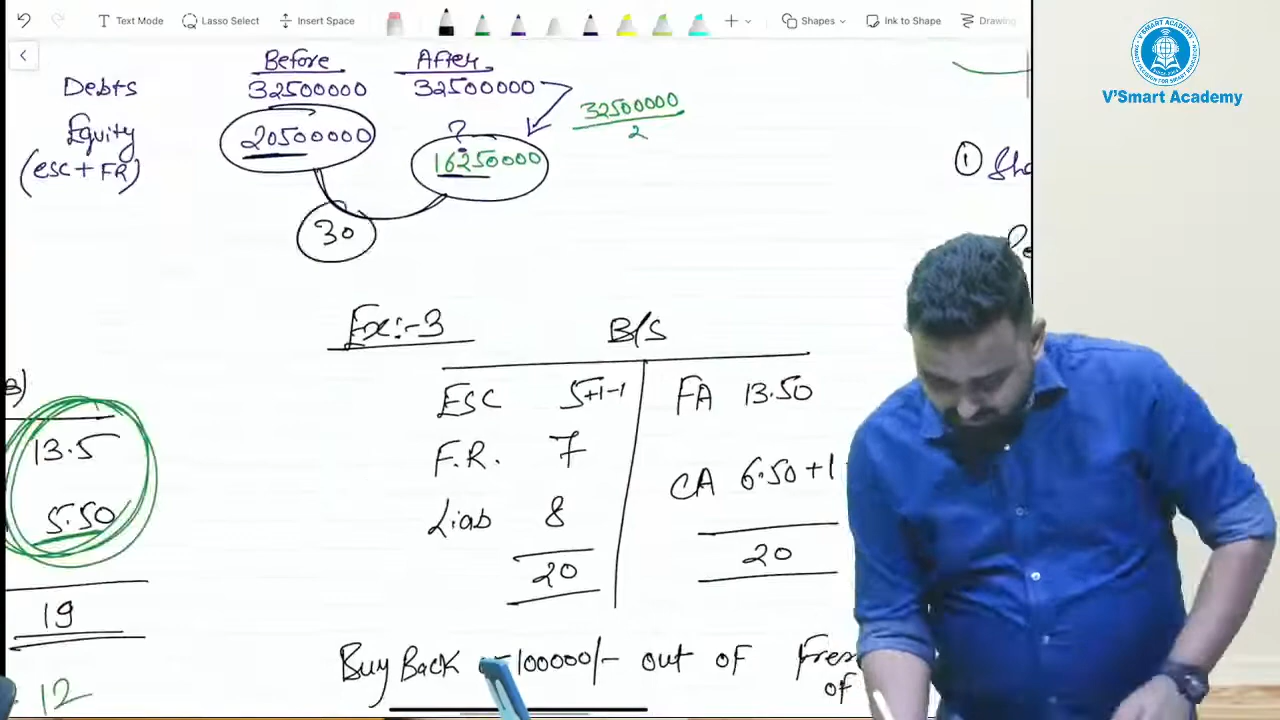 Text Mode Lasso Select Insert Space Shapes Ink to Shape Drawing
V'Smart Academy
Before After
Debts 32500000 32500000
32500000
2
Equity 20500000 ? 16250000
(ESC + FR)
30
Ex:-3 B/S
ESC 5+1-1 FA 13.50
F.R. 7
CA 6.50+1
Liab 8
20 20
13.5
5.50
19
12
Buy Back 100000/- out of
of